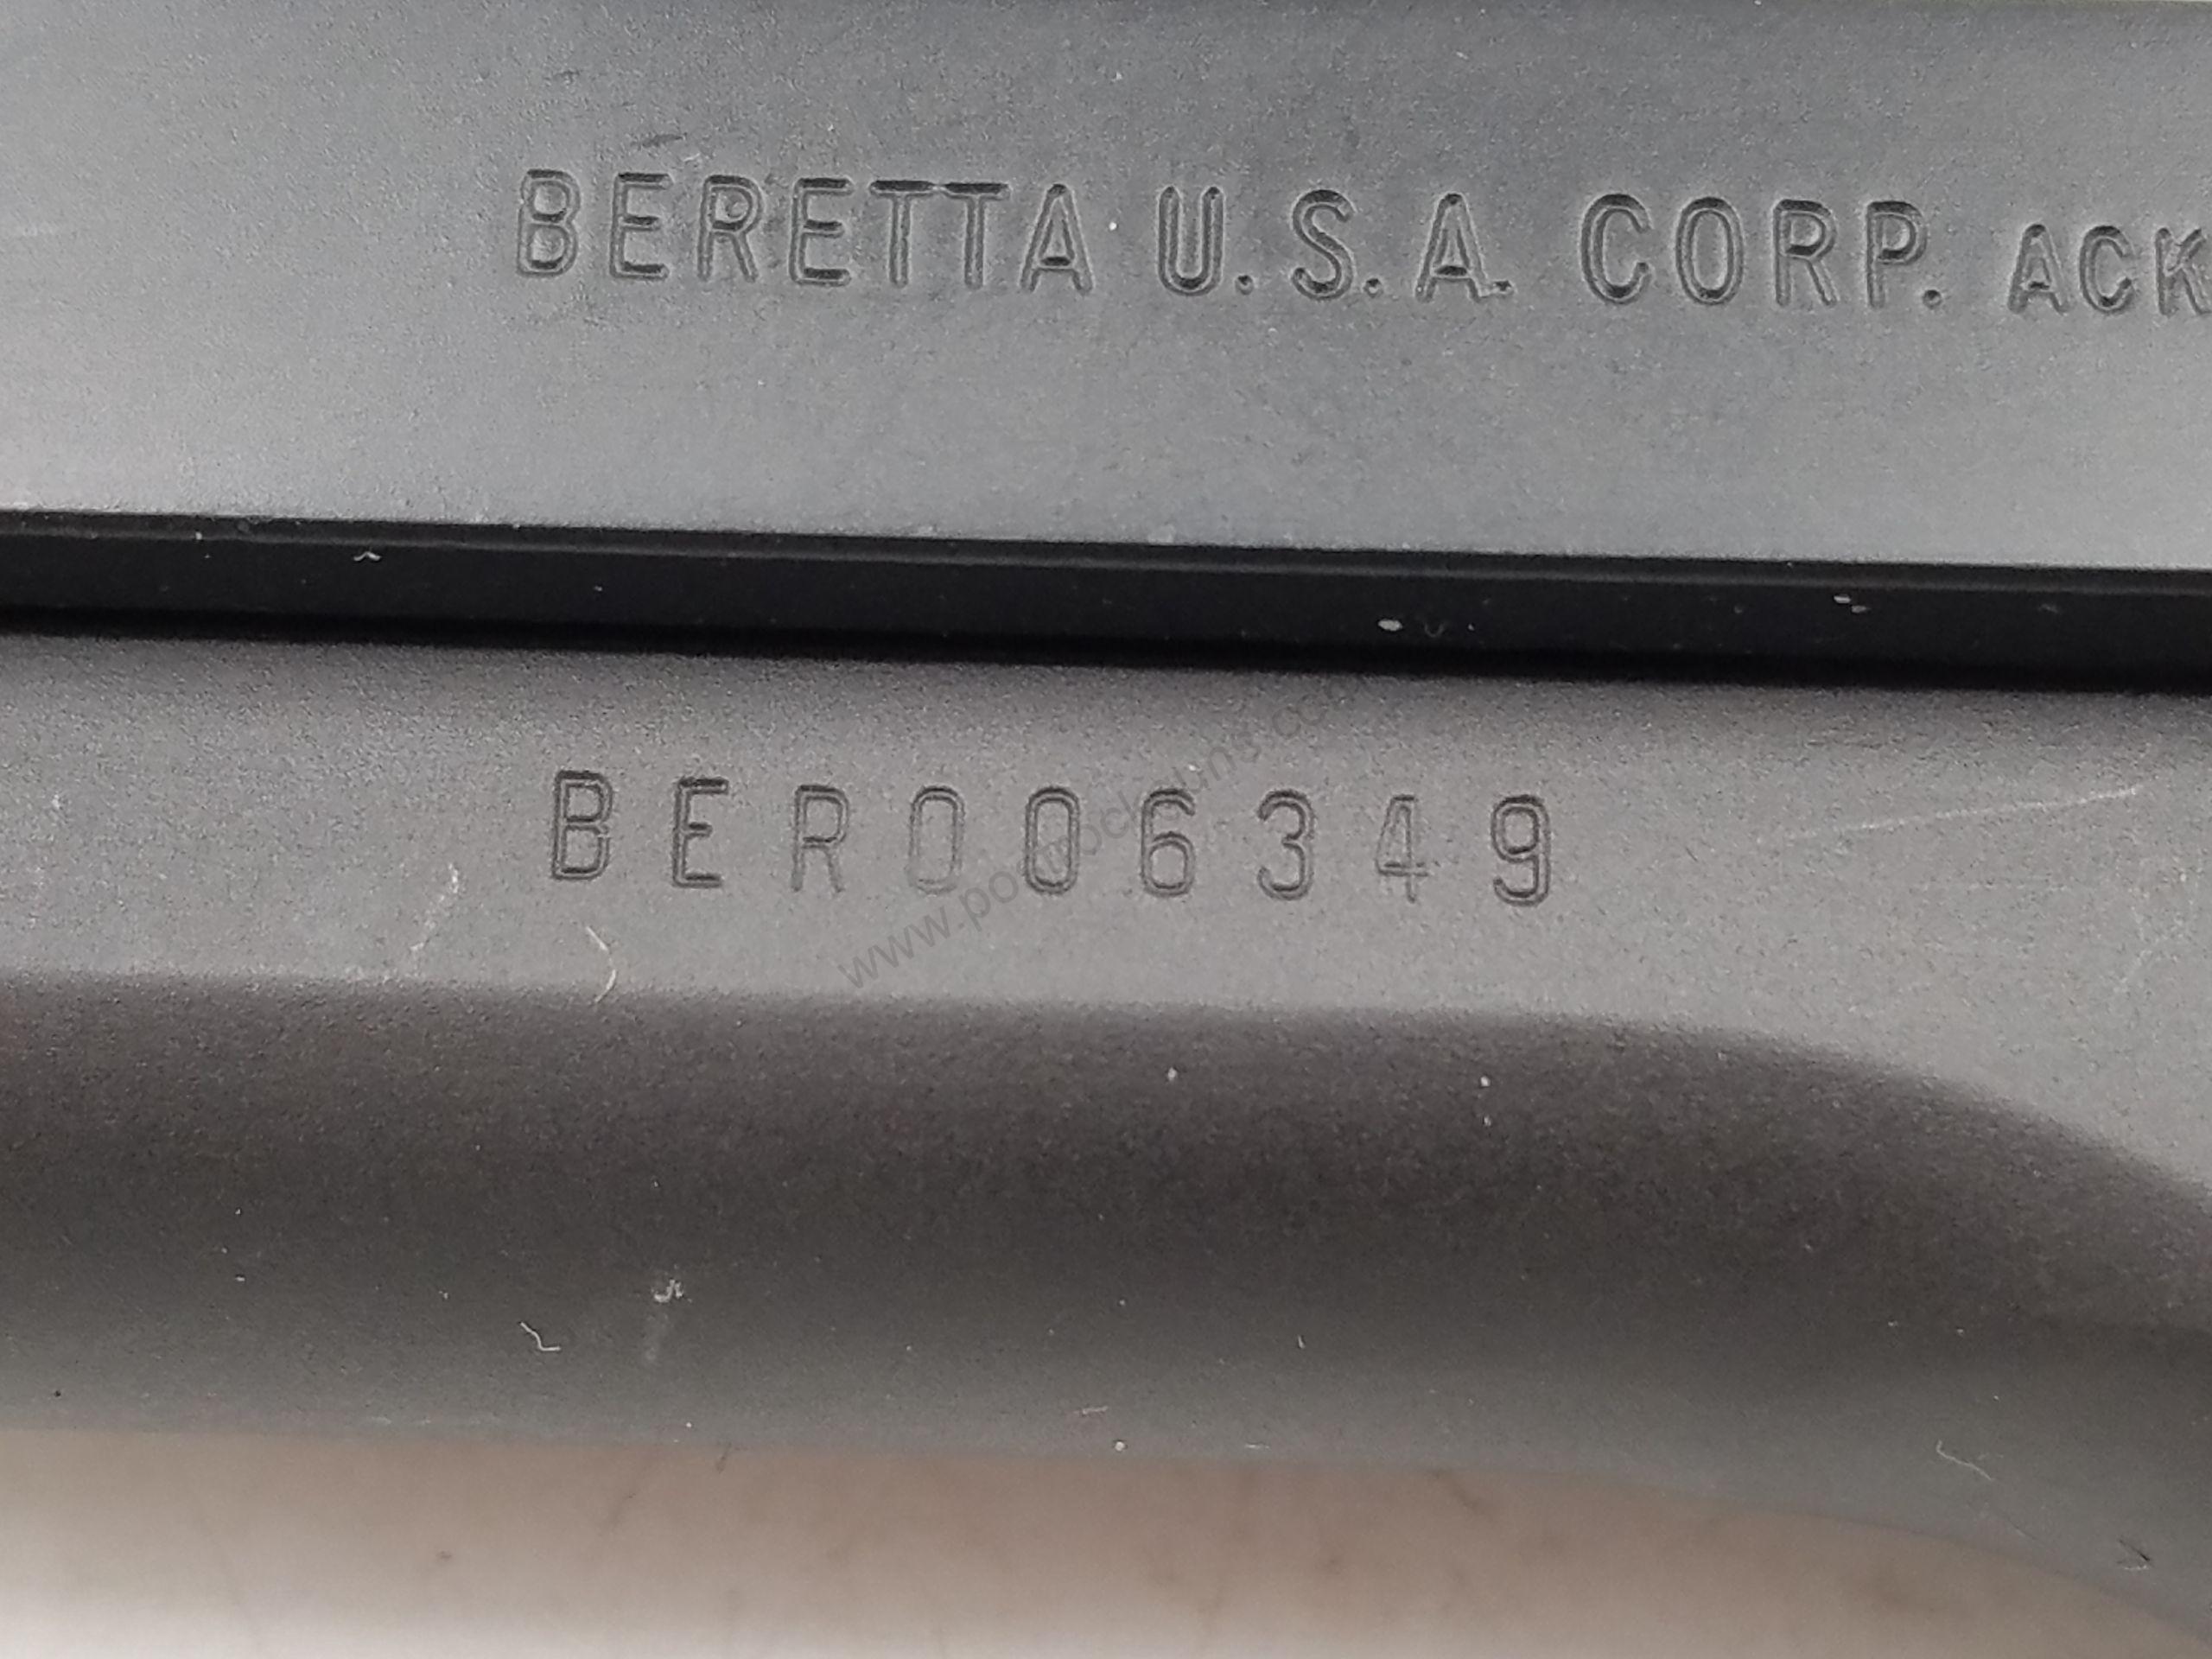 BERETTA U.S.A. CORP. ACK
BER006349